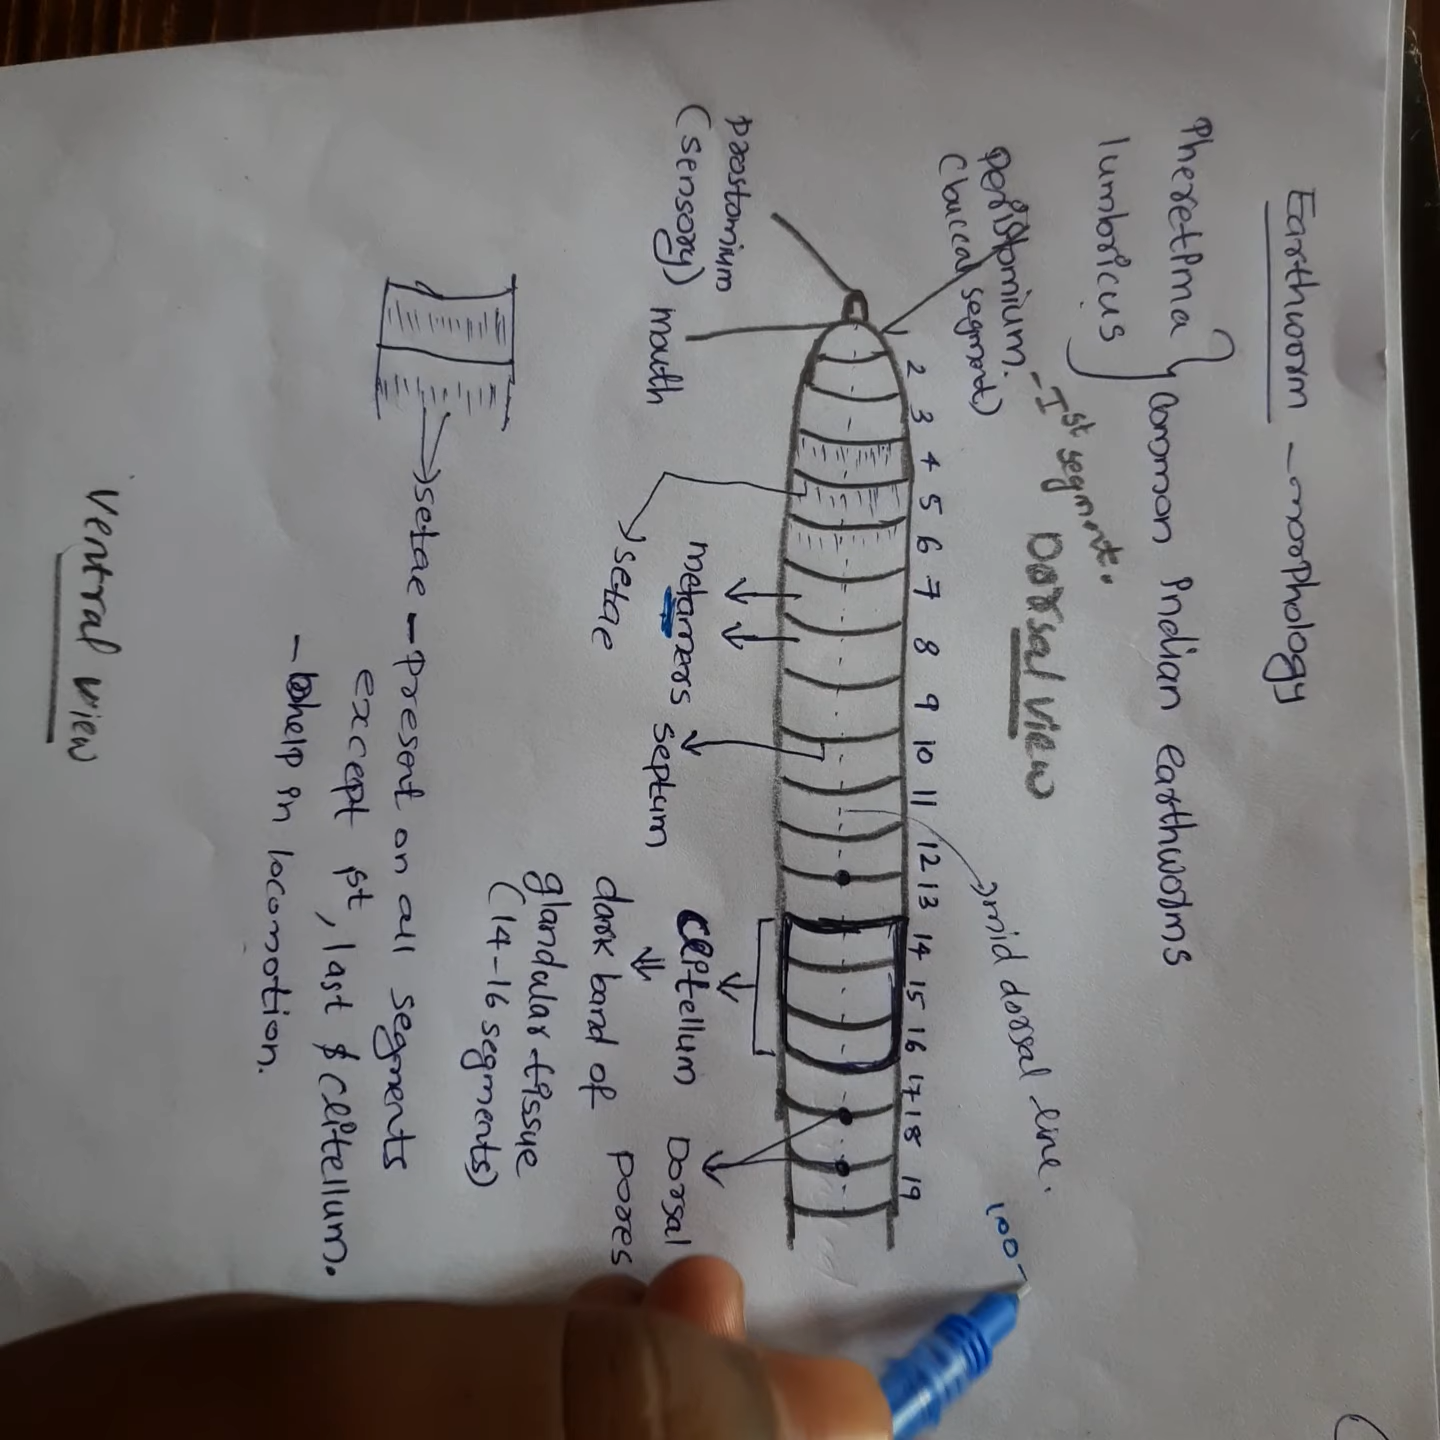 Earthworm - morphology
Pheretima
lumbricus
Common Indian earthworms
Dorsal view
Peristomium. - Ist segment.
(buccal segment)
Prostomium
(sensory)
mouth
2 3 4 5 6 7 8 9 10 11 12 13 14 15 16 17 18 19
100-
mid dorsal line.
setae
metamers
septum
Clitellum
dark band of
glandular tissue
(14-16 segments)
Dorsal
pores
setae - Present on all segments
except 1st, last & clitellum.
- help in locomotion.
Ventral view